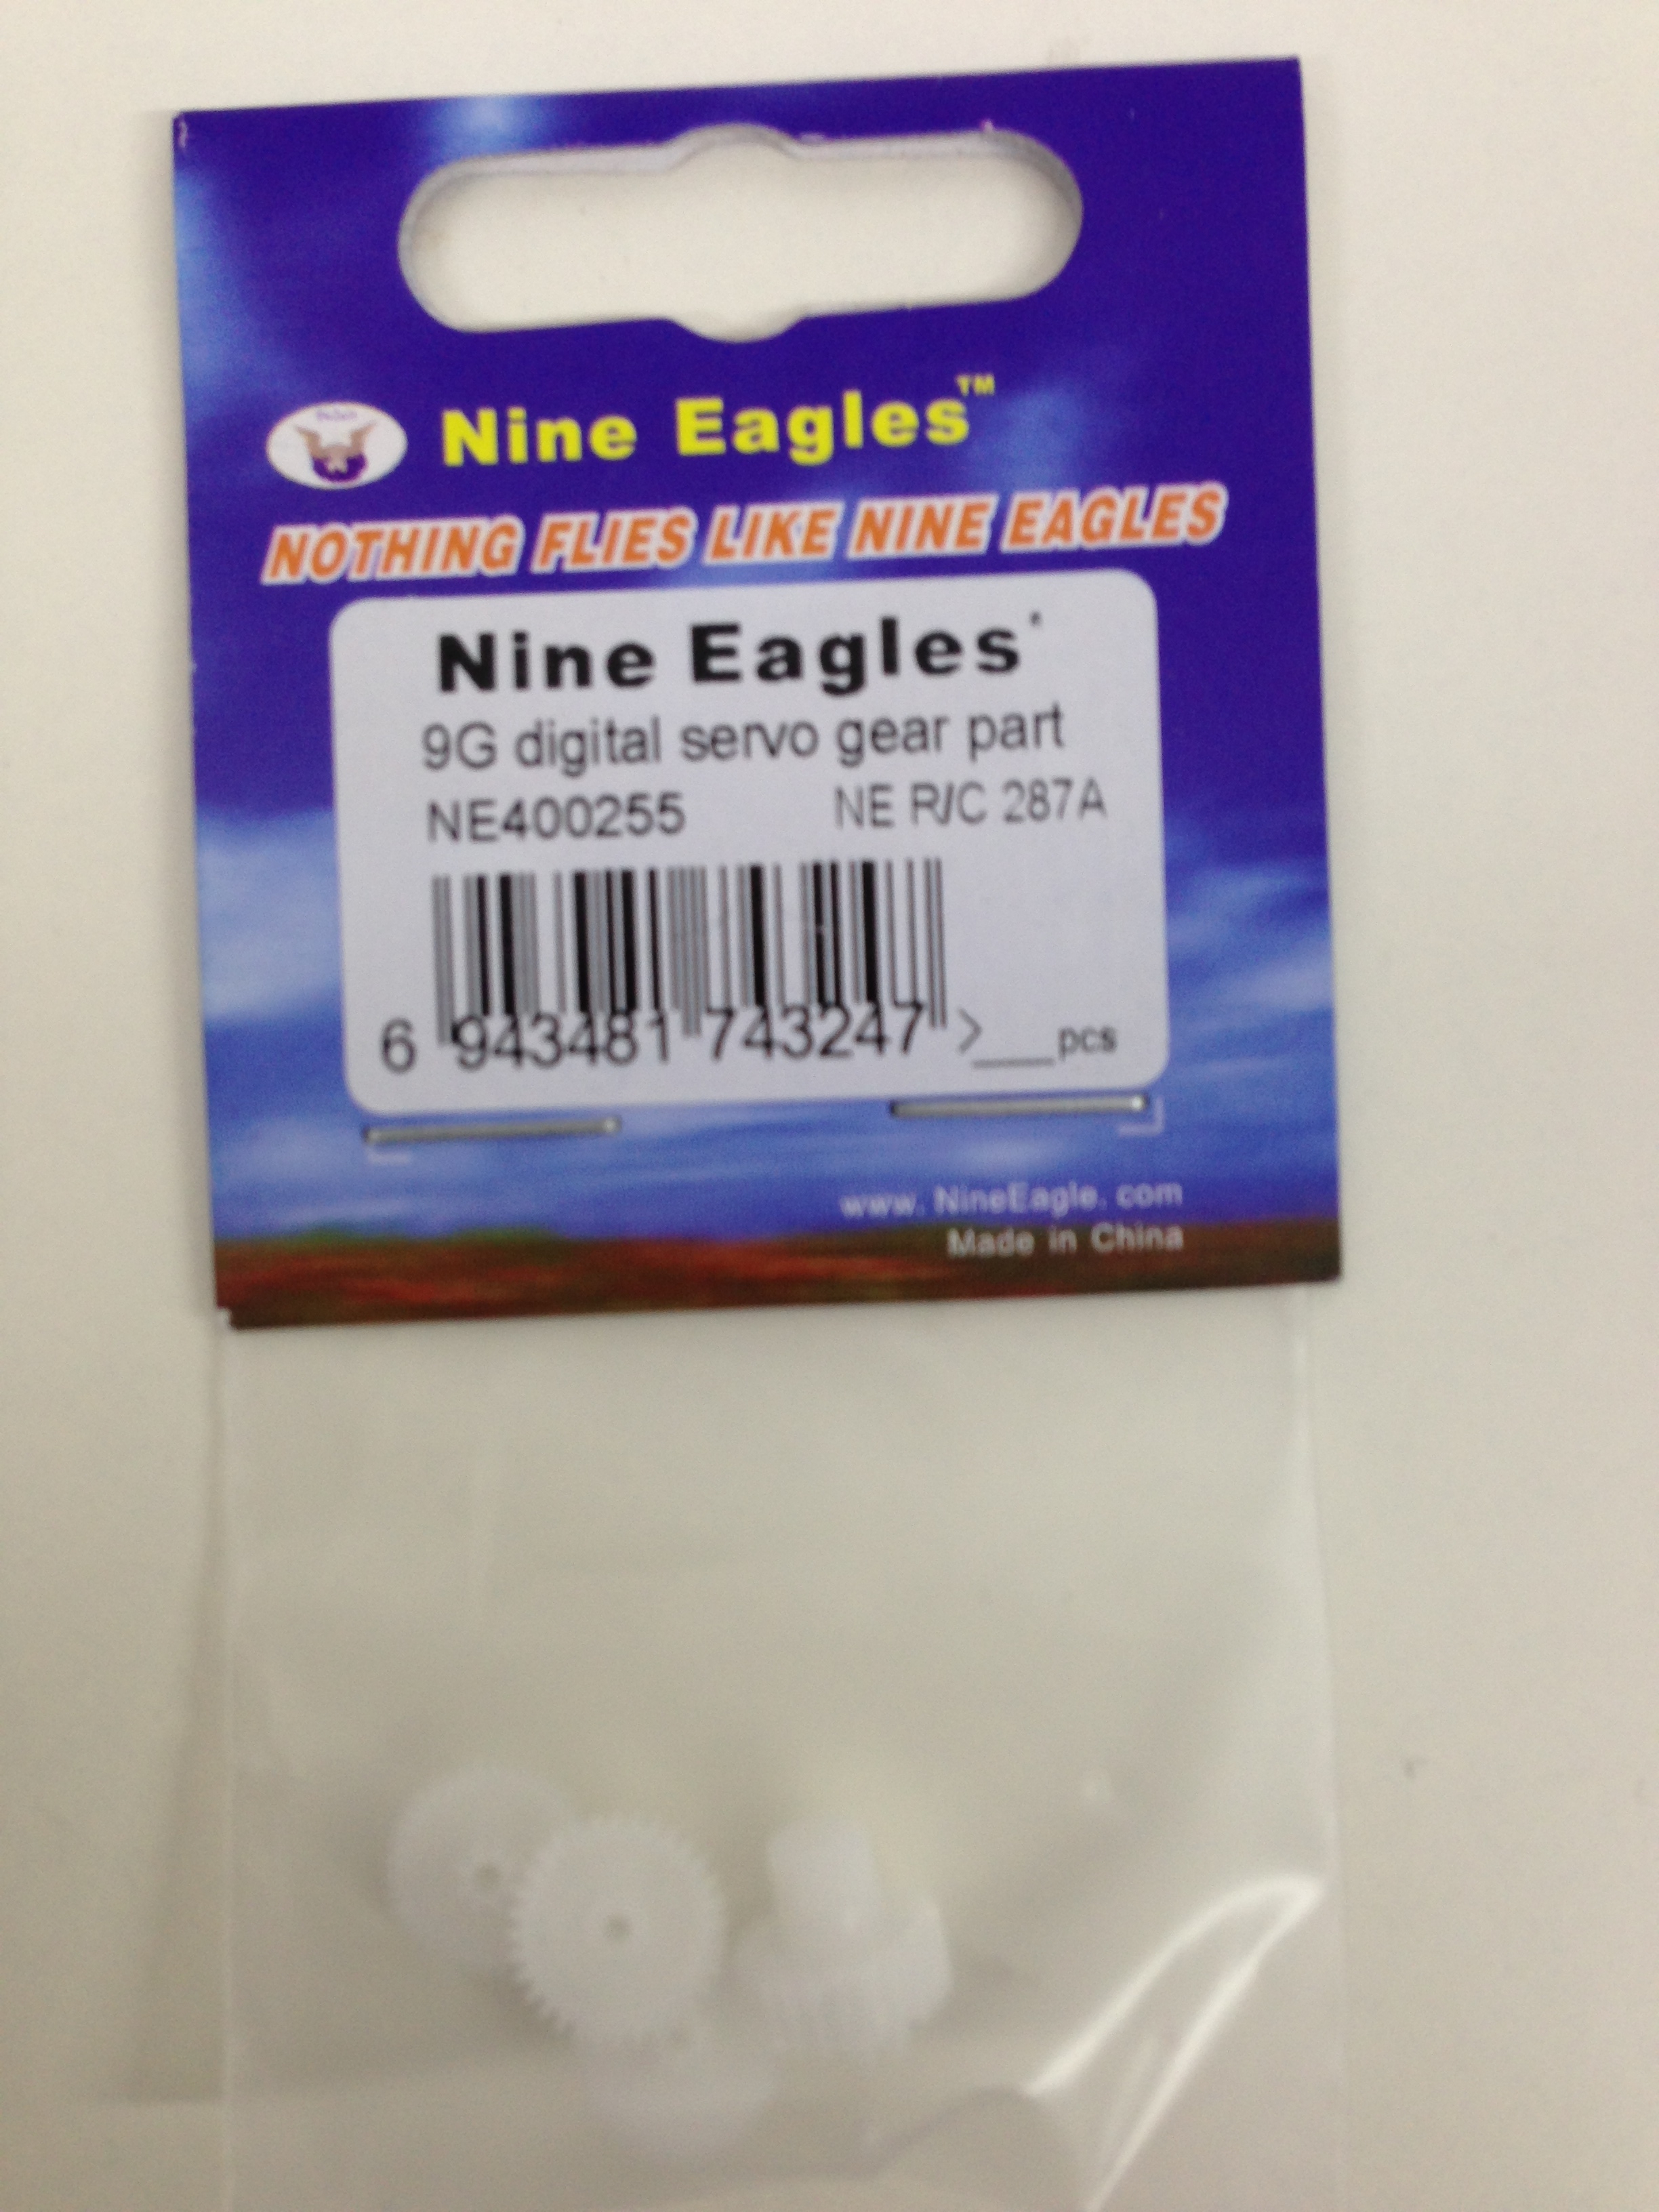 Nine Eagles™
NOTHING FLIES LIKE NINE EAGLES
Nine Eagles
9G digital servo gear part
NE400255 NE R/C 287A
6 943481 743247 >___pcs
www. NineEagle. com
Made in China